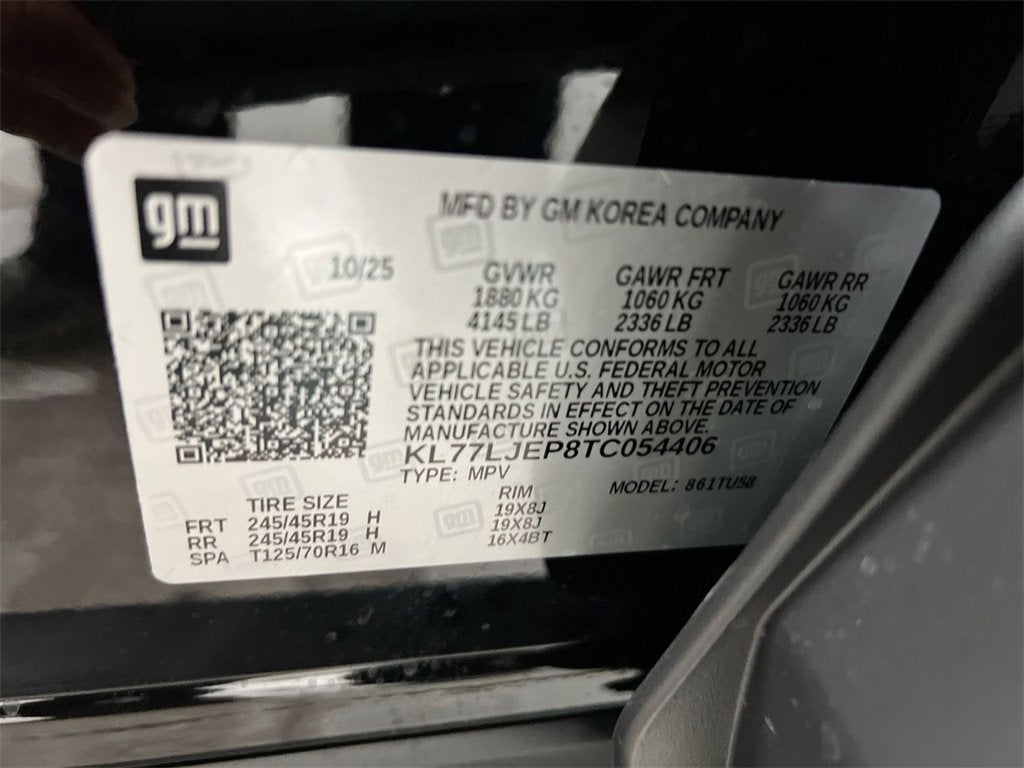 gm
MFD BY GM KOREA COMPANY
10/25
GVWR GAWR FRT GAWR RR
1880 KG 1060 KG 1060 KG
4145 LB 2336 LB 2336 LB
THIS VEHICLE CONFORMS TO ALL
APPLICABLE U.S. FEDERAL MOTOR
VEHICLE SAFETY AND THEFT PREVENTION
STANDARDS IN EFFECT ON THE DATE OF
MANUFACTURE SHOWN ABOVE.
KL77LJEP8TC054406
TYPE: MPV MODEL: 861TU58
TIRE SIZE RIM
FRT 245/45R19 H 19X8J
RR 245/45R19 H 19X8J
SPA T125/70R16 M 16X4BT